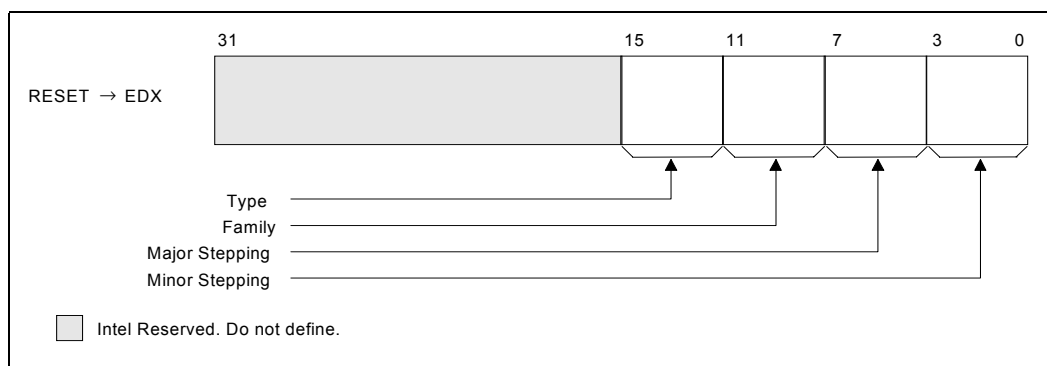 31 15 11 7 3 0
RESET → EDX
Type
Family
Major Stepping
Minor Stepping
Intel Reserved. Do not define.